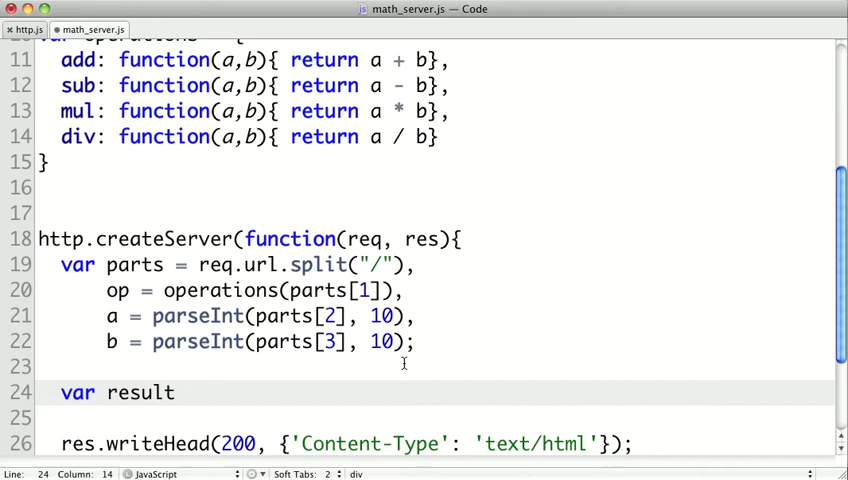 math_server.js — Code
http.js
math_server.js
var operations = {
11 add: function(a,b){ return a + b},
12 sub: function(a,b){ return a - b},
13 mul: function(a,b){ return a * b},
14 div: function(a,b){ return a / b}
15 }
16
17
18 http.createServer(function(req, res){
19 var parts = req.url.split("/"),
20 op = operations(parts[1]),
21 a = parseInt(parts[2], 10),
22 b = parseInt(parts[3], 10);
23
24 var result
25
26 res.writeHead(200, {'Content-Type': 'text/html'});
Line: 24 Column: 14 JavaScript Soft Tabs: 2 div